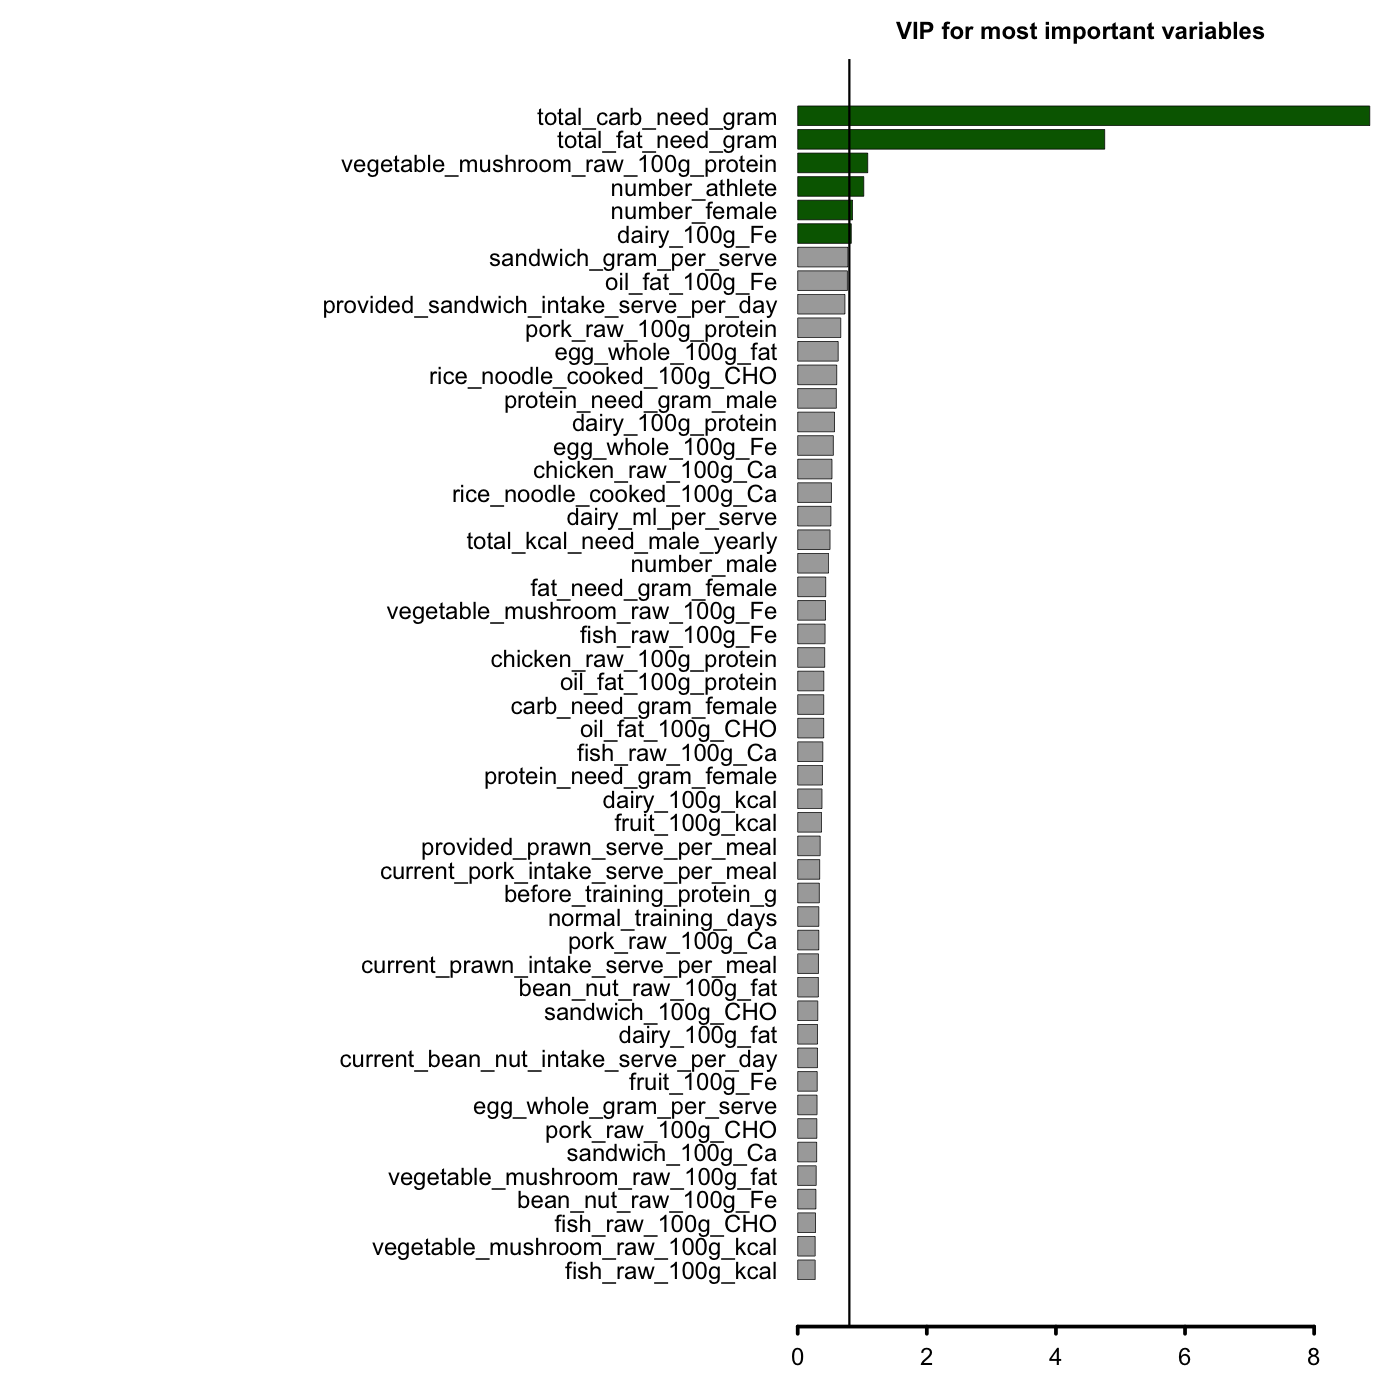 VIP for most important variables
total_carb_need_gram
total_fat_need_gram
vegetable_mushroom_raw_100g_protein
number_athlete
number_female
dairy_100g_Fe
sandwich_gram_per_serve
oil_fat_100g_Fe
provided_sandwich_intake_serve_per_day
pork_raw_100g_protein
egg_whole_100g_fat
rice_noodle_cooked_100g_CHO
protein_need_gram_male
dairy_100g_protein
egg_whole_100g_Fe
chicken_raw_100g_Ca
rice_noodle_cooked_100g_Ca
dairy_ml_per_serve
total_kcal_need_male_yearly
number_male
fat_need_gram_female
vegetable_mushroom_raw_100g_Fe
fish_raw_100g_Fe
chicken_raw_100g_protein
oil_fat_100g_protein
carb_need_gram_female
oil_fat_100g_CHO
fish_raw_100g_Ca
protein_need_gram_female
dairy_100g_kcal
fruit_100g_kcal
provided_prawn_serve_per_meal
current_pork_intake_serve_per_meal
before_training_protein_g
normal_training_days
pork_raw_100g_Ca
current_prawn_intake_serve_per_meal
bean_nut_raw_100g_fat
sandwich_100g_CHO
dairy_100g_fat
current_bean_nut_intake_serve_per_day
fruit_100g_Fe
egg_whole_gram_per_serve
pork_raw_100g_CHO
sandwich_100g_Ca
vegetable_mushroom_raw_100g_fat
bean_nut_raw_100g_Fe
fish_raw_100g_CHO
vegetable_mushroom_raw_100g_kcal
fish_raw_100g_kcal
0 2 4 6 8